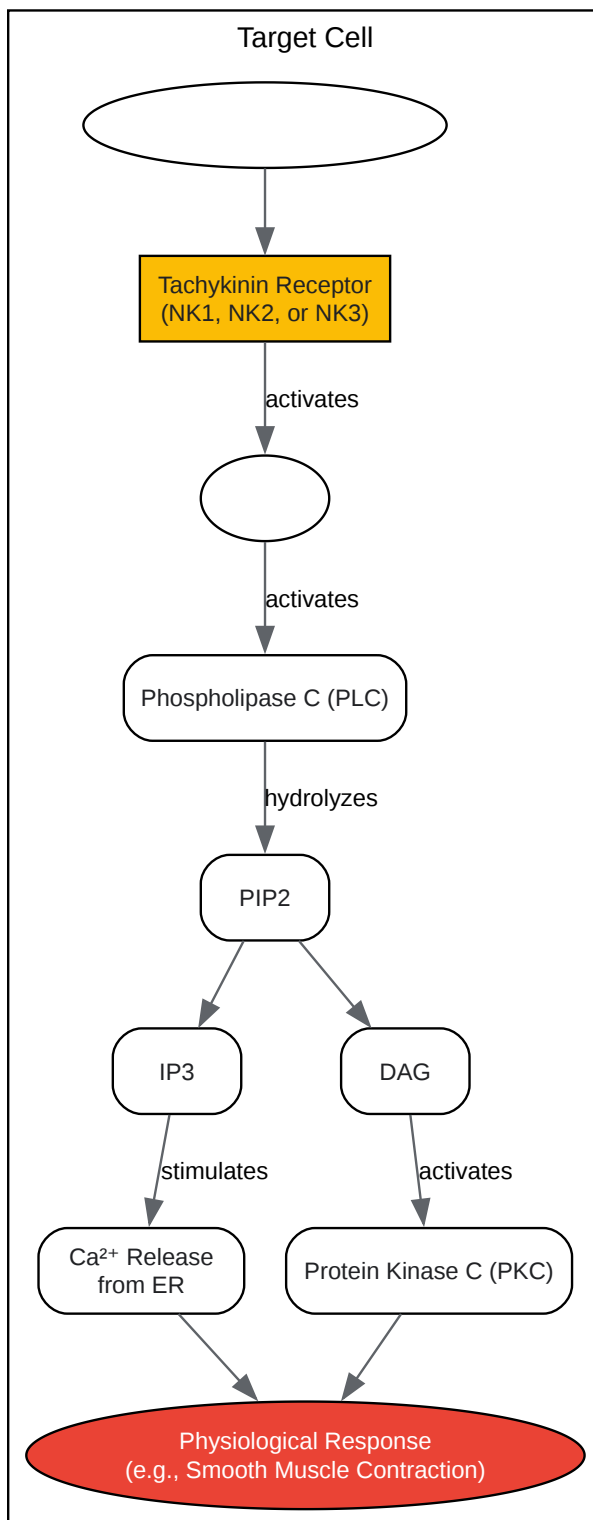 Target Cell
Tachykinin Receptor
(NK1, NK2, or NK3)
activates
activates
Phospholipase C (PLC)
hydrolyzes
PIP2
IP3
DAG
stimulates
activates
Ca²⁺ Release
from ER
Protein Kinase C (PKC)
Physiological Response
(e.g., Smooth Muscle Contraction)